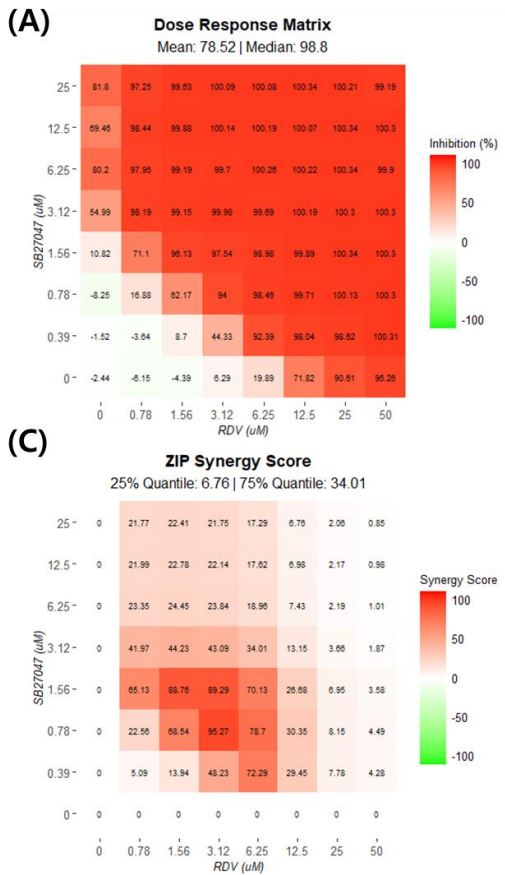 (A)
Dose Response Matrix
Mean: 78.52 | Median: 98.8
25 81.8 97.25 99.63 100.09 100.08 100.34 100.21 99.19
12.5 69.46 98.44 99.88 100.14 100.19 100.07 100.34 100.3
6.25 80.2 97.95 99.19 99.7 100.26 100.22 100.34 99.9
3.12 54.99 98.19 99.15 99.98 99.69 100.19 100.3 100.3
1.56 10.82 71.1 96.13 97.54 98.98 99.89 100.34 100.3
0.78 -8.25 16.88 62.17 94 98.46 99.71 100.13 100.3
0.39 -1.52 -3.64 8.7 44.33 92.39 98.04 98.62 100.31
0 -2.44 -6.15 -4.39 6.29 19.89 71.82 90.61 96.26
0 0.78 1.56 3.12 6.25 12.5 25 50
RDV (uM)
SB27047 (uM)
Inhibition (%)
100
50
0
-50
-100
(C)
ZIP Synergy Score
25% Quantile: 6.76 | 75% Quantile: 34.01
25 0 21.77 22.41 21.75 17.29 6.76 2.06 0.85
12.5 0 21.99 22.78 22.14 17.62 6.98 2.17 0.98
6.25 0 23.35 24.45 23.84 18.96 7.43 2.19 1.01
3.12 0 41.97 44.23 43.09 34.01 13.15 3.66 1.87
1.56 0 65.13 88.76 89.29 70.13 26.68 6.95 3.58
0.78 0 22.56 68.54 95.27 78.7 30.35 8.15 4.49
0.39 0 5.09 13.94 48.23 72.29 29.45 7.78 4.28
0 0 0 0 0 0 0 0 0
0 0.78 1.56 3.12 6.25 12.5 25 50
RDV (uM)
SB27047 (uM)
Synergy Score
100
50
0
-50
-100